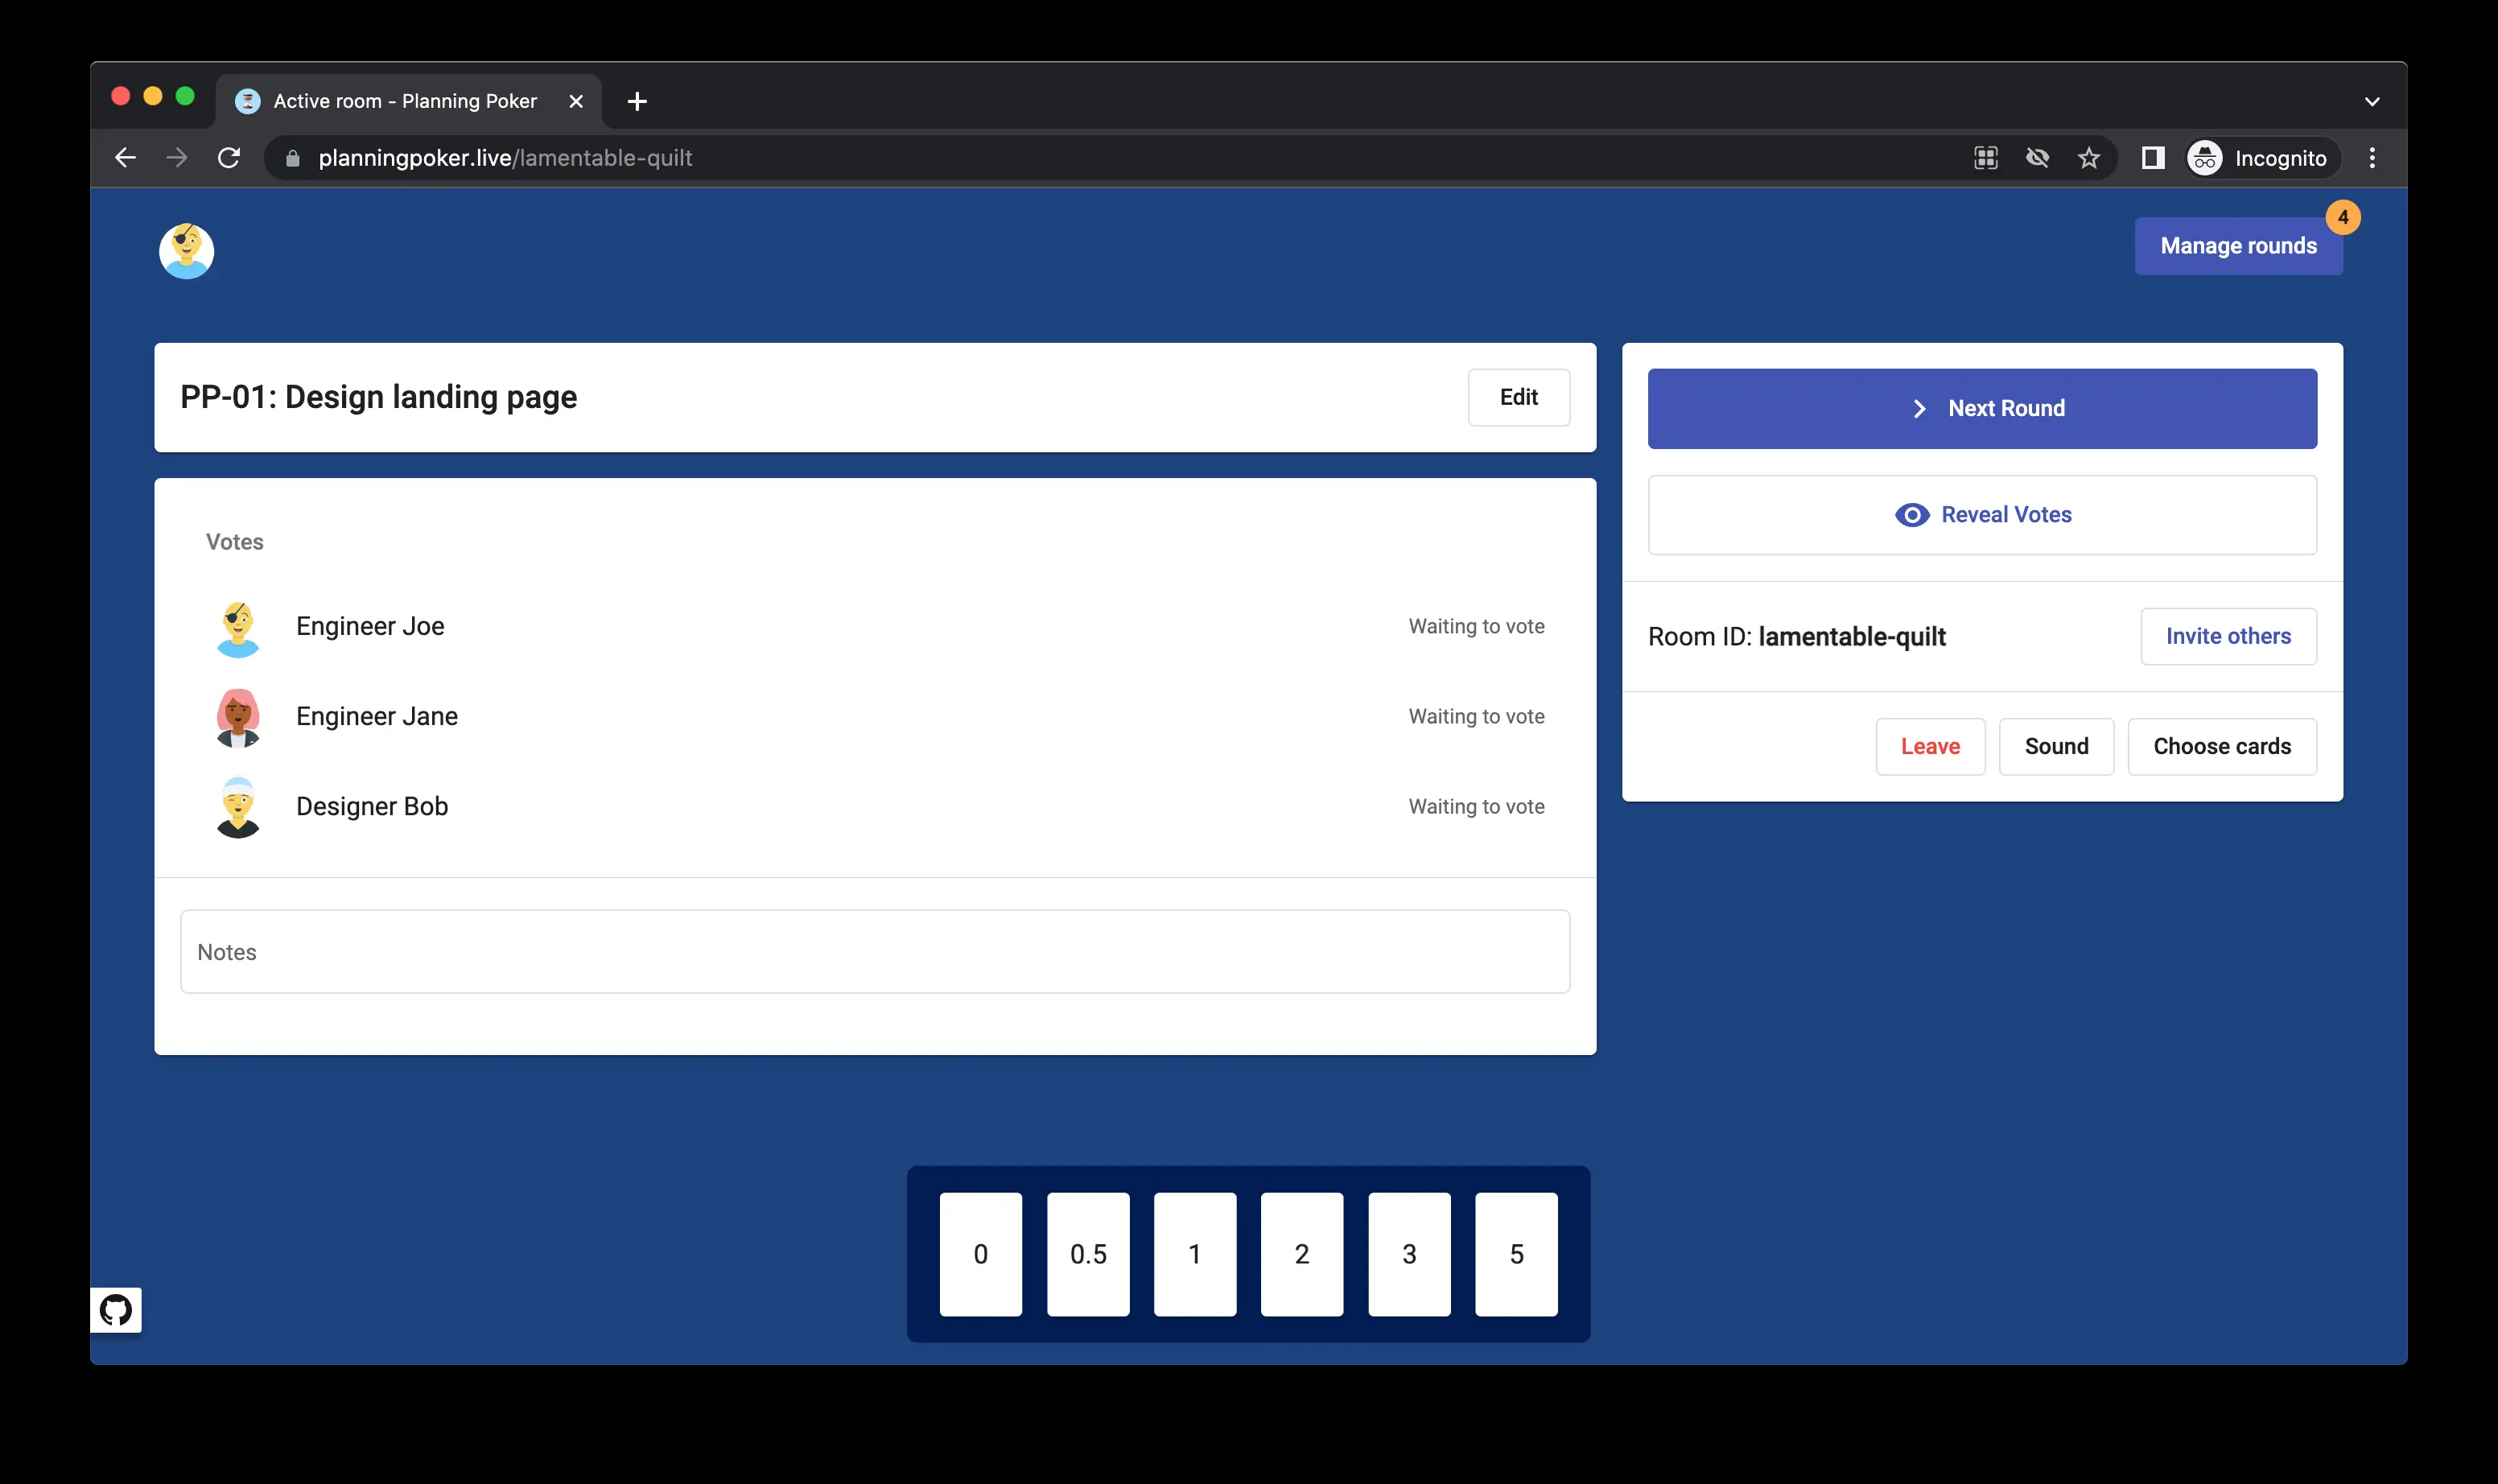 Active room - Planning Poker
planningpoker.live/lamentable-quilt
Incognito
4
Manage rounds
PP-01: Design landing page
Edit
Next Round
Reveal Votes
Votes
Engineer Joe
Waiting to vote
Engineer Jane
Waiting to vote
Designer Bob
Waiting to vote
Room ID: lamentable-quilt
Invite others
Leave
Sound
Choose cards
Notes
0
0.5
1
2
3
5